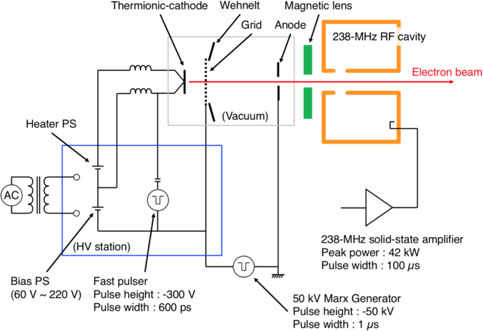 Thermionic-cathode
Wehnelt
Magnetic lens
Grid
Anode
238-MHz RF cavity
Electron beam
(Vacuum)
Heater PS
AC
(HV station)
238-MHz solid-state amplifier
Peak power : 42 kW
Pulse width : 100 µs
Bias PS
(60 V ~ 220 V)
Fast pulser
Pulse height : -300 V
Pulse width : 600 ps
50 kV Marx Generator
Pulse height : -50 kV
Pulse width : 1 µs